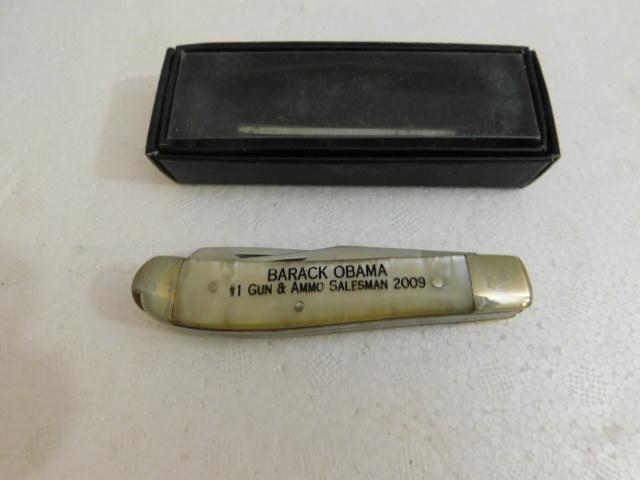 BARACK OBAMA
#1 GUN & AMMO SALESMAN 2009